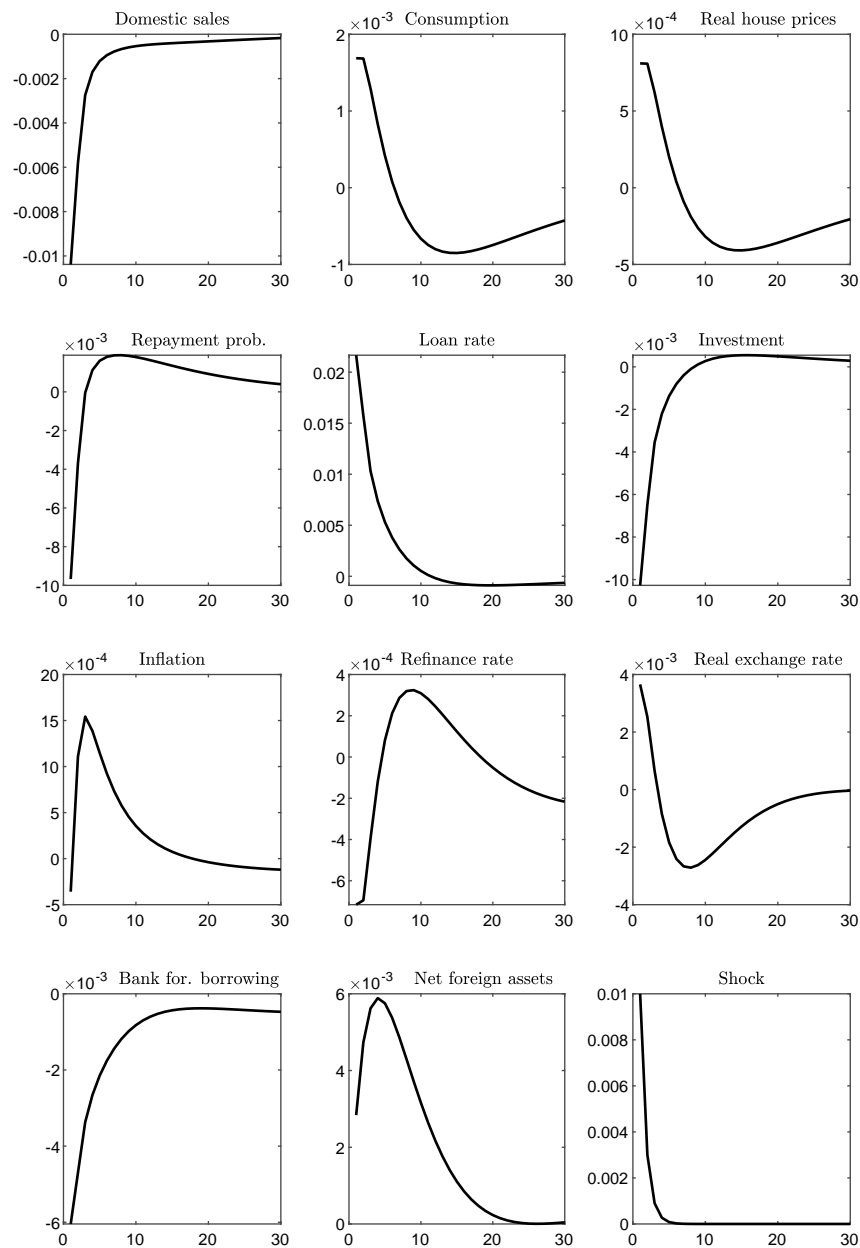 Domestic sales
0
-0.002
-0.004
-0.006
-0.008
-0.01
0 10 20 30
×10-3 Consumption
2
1
0
-1
0 10 20 30
×10-4 Real house prices
10
5
0
-5
0 10 20 30
×10-3 Repayment prob.
0
-2
-4
-6
-8
-10
0 10 20 30
Loan rate
0.02
0.015
0.01
0.005
0
0 10 20 30
×10-3 Investment
0
-2
-4
-6
-8
-10
0 10 20 30
×10-4 Inflation
20
15
10
5
0
-5
0 10 20 30
×10-4 Refinance rate
4
2
0
-2
-4
-6
0 10 20 30
×10-3 Real exchange rate
4
2
0
-2
-4
0 10 20 30
×10-3 Bank for. borrowing
0
-2
-4
-6
0 10 20 30
×10-3 Net foreign assets
6
4
2
0
0 10 20 30
Shock
0.01
0.008
0.006
0.004
0.002
0
0 10 20 30